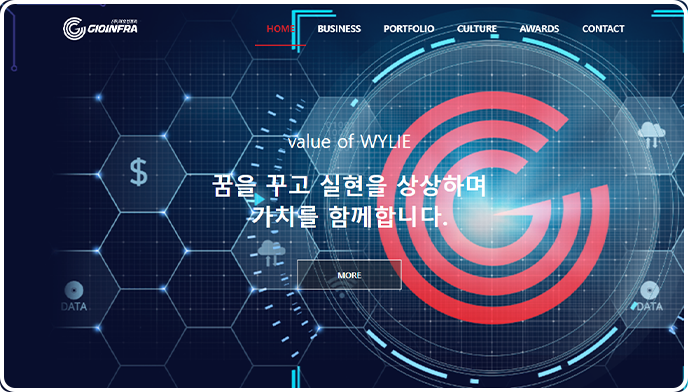 GIOINFRA
HOME BUSINESS PORTFOLIO CULTURE AWARDS CONTACT
value of WYLIE
꿈을 꾸고 실현을 상상하며
가치를 함께합니다.
MORE
DATA
DATA